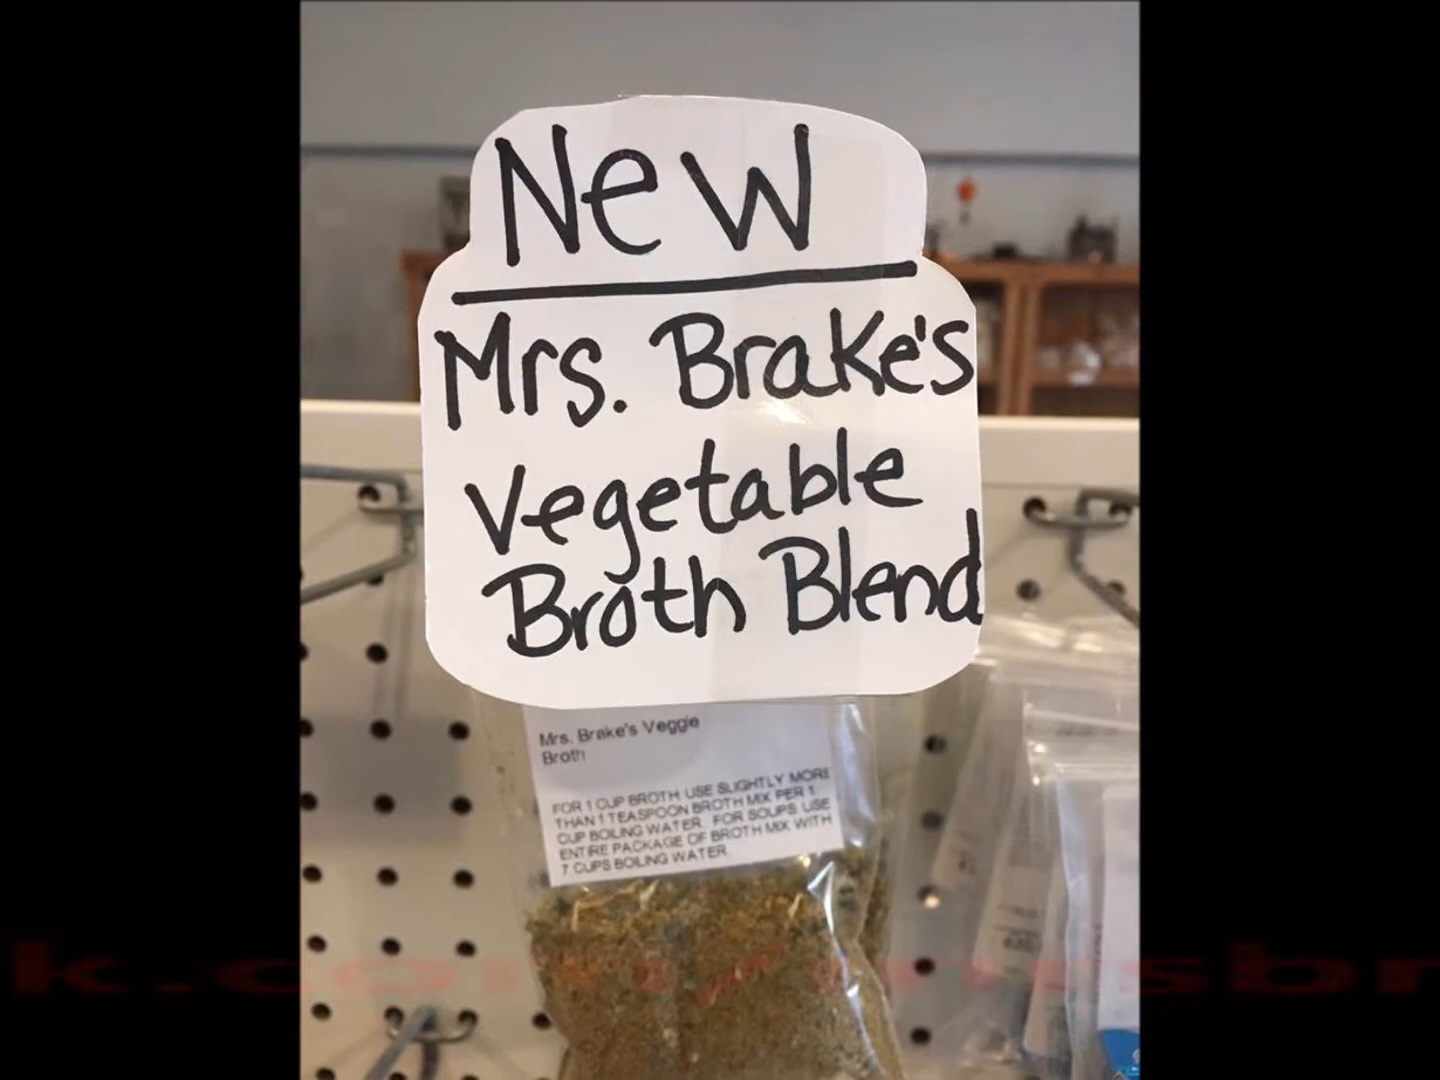 New
Mrs. Brake's
Vegetable
Broth Blend
Mrs. Brake's Veggie
Broth
FOR 1 CUP BROTH, USE SLIGHTLY MORE
THAN 1 TEASPOON BROTH MIX PER 1
CUP BOILING WATER. FOR SOUPS, USE
ENTIRE PACKAGE OF BROTH MIX WITH
7 CUPS BOILING WATER.